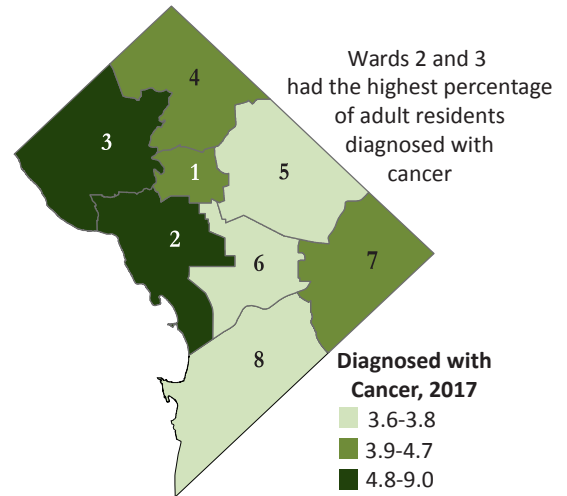 Wards 2 and 3
had the highest percentage
of adult residents
diagnosed with
cancer
4
3
1
5
2
6
7
8
Diagnosed with
Cancer, 2017
3.6-3.8
3.9-4.7
4.8-9.0